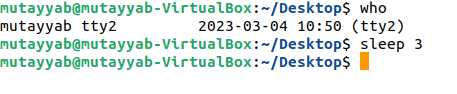 mutayyab@mutayyab-VirtualBox:~/Desktop$ who
mutayyab tty2         2023-03-04 10:50 (tty2)
mutayyab@mutayyab-VirtualBox:~/Desktop$ sleep 3
mutayyab@mutayyab-VirtualBox:~/Desktop$